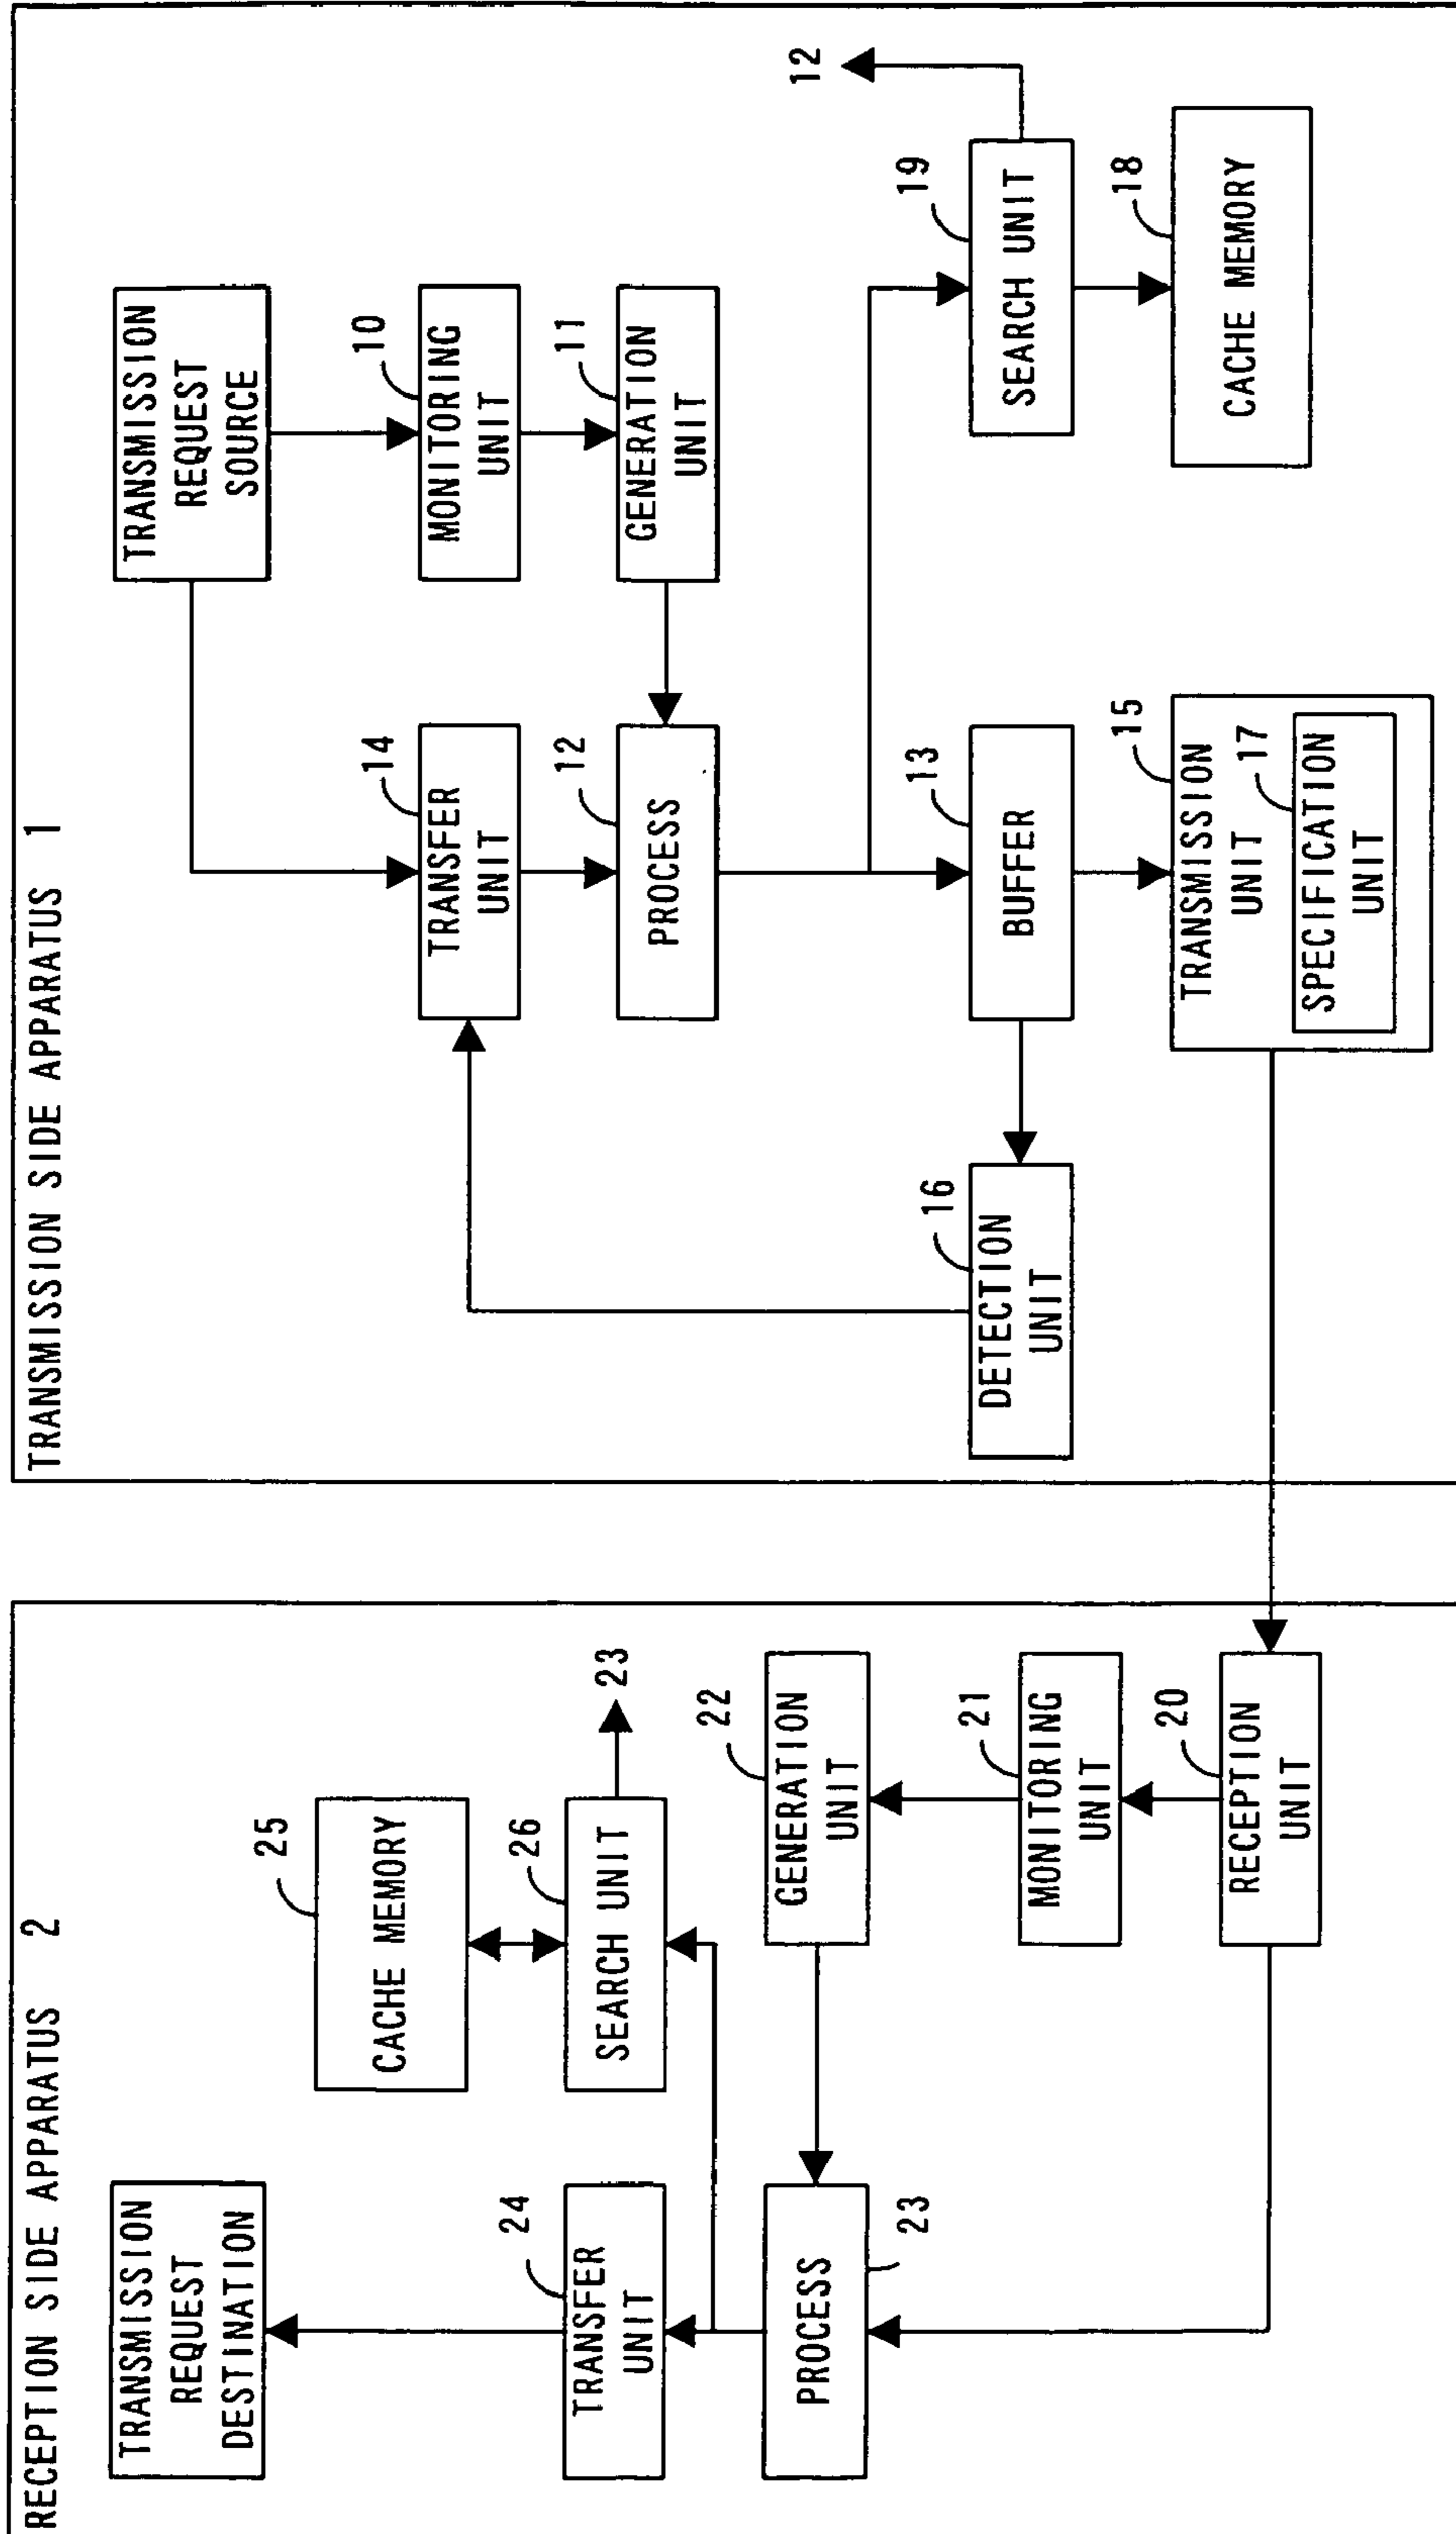 TRANSMISSION SIDE APPARATUS 1
TRANSMISSION
REQUEST
SOURCE
14
TRANSFER
UNIT
10
MONITORING
UNIT
12
PROCESS
11
GENERATION
UNIT
12
16
DETECTION
UNIT
13
BUFFER
19
SEARCH UNIT
15
TRANSMISSION
UNIT
17
SPECIFICATION
UNIT
18
CACHE MEMORY
RECEPTION SIDE APPARATUS 2
TRANSMISSION
REQUEST
DESTINATION
25
CACHE MEMORY
24
TRANSFER
UNIT
26
SEARCH UNIT
23
PROCESS
23
22
GENERATION
UNIT
21
MONITORING
UNIT
20
RECEPTION
UNIT